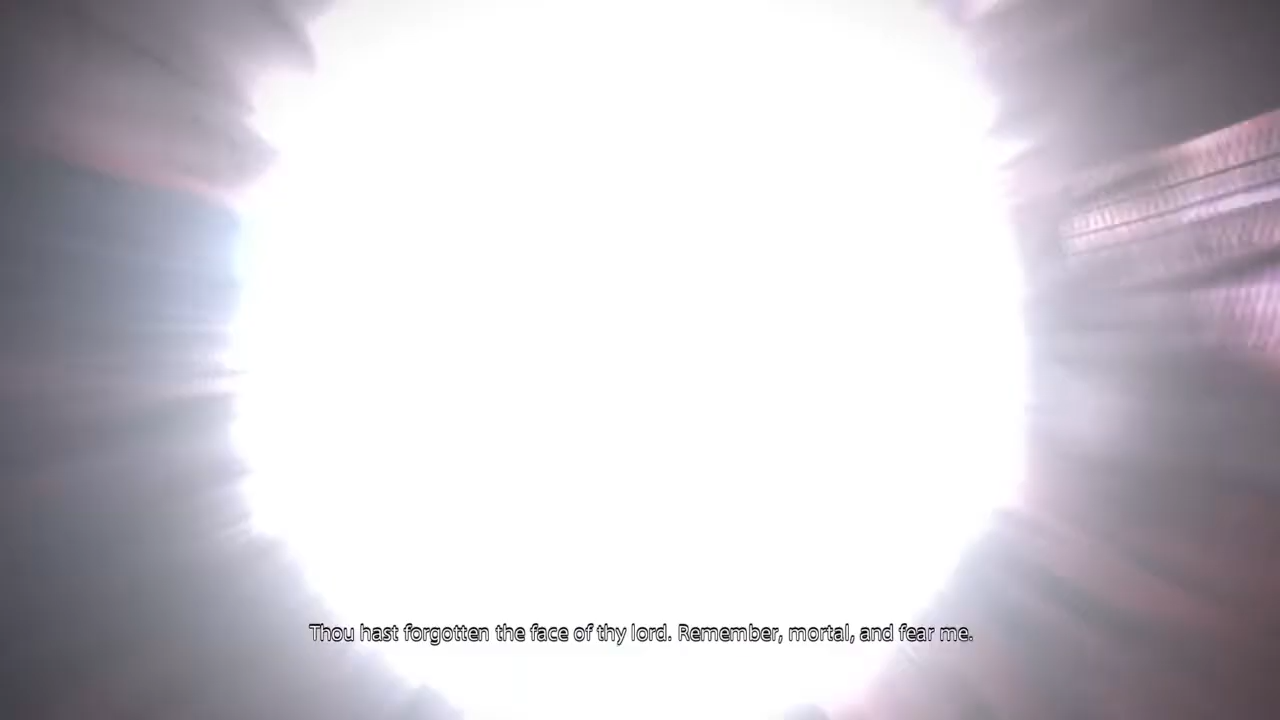 Thou hast forgotten the face of thy lord. Remember, mortal, and fear me.